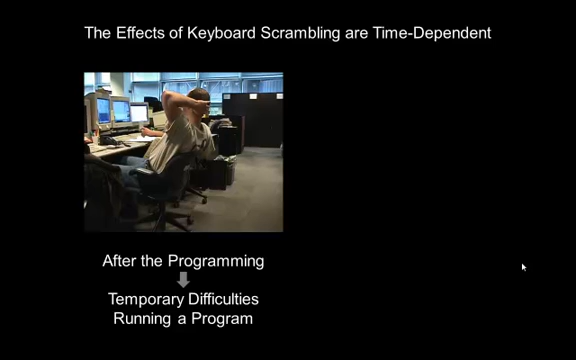 The Effects of Keyboard Scrambling are Time-Dependent
After the Programming
Temporary Difficulties
Running a Program